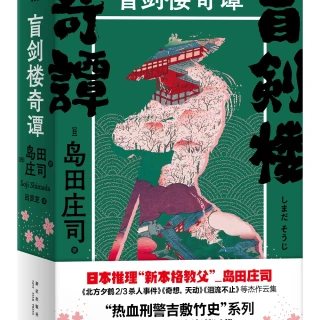 盲剑楼奇谭
盲剣楼
奇譚
[日]
岛田庄司
著
しまだ そうじ
盲剑楼奇谭
岛田庄司
Soji Shimada
日本推理“新本格教父”岛田庄司
《北方夕鹤2/3杀人事件》《奇想、天动》《泪流不止》等杰作云集
“热血刑警吉敷竹史”系列